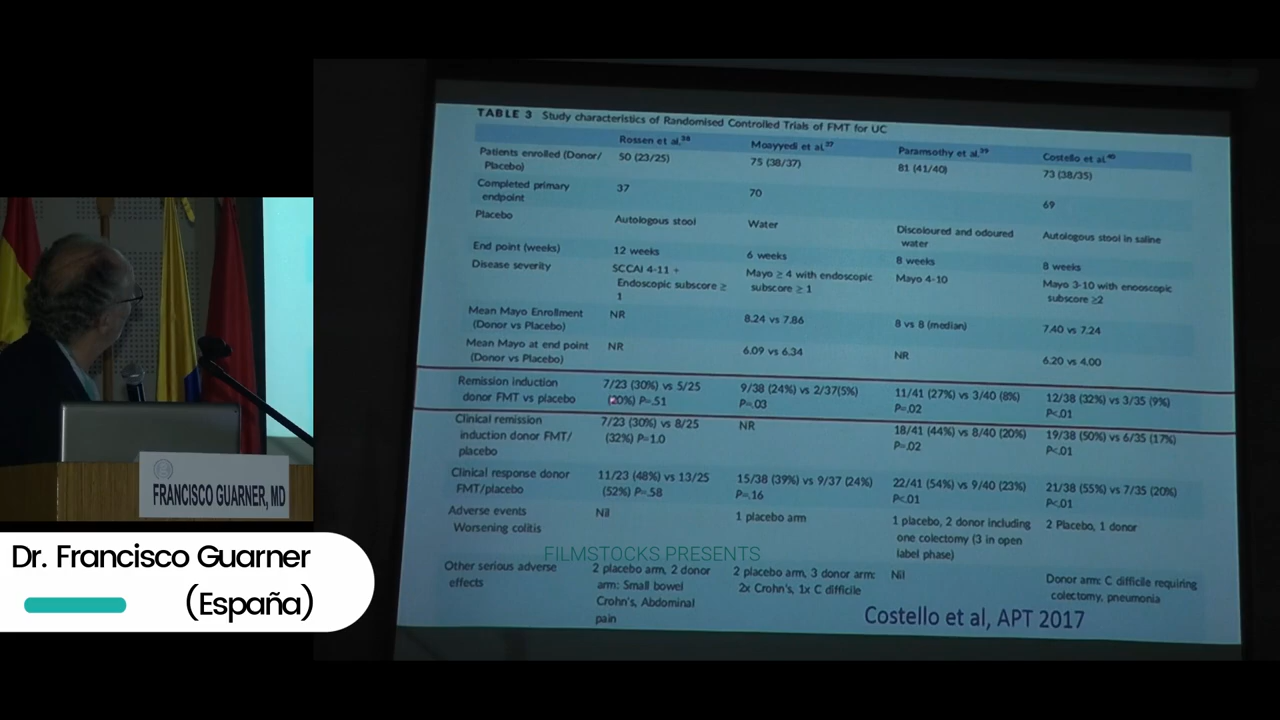 TABLE 3 Study characteristics of Randomised Controlled Trials of FMT for UC
Rossen et al.³⁸ Moayyedi et al.³⁷ Paramsothy et al.³⁹ Costello et al.⁴⁰
Patients enrolled (Donor/
Placebo)
50 (23/25) 75 (38/37) 81 (41/40) 73 (38/35)
Completed primary
endpoint
37 70 69
Placebo
Autologous stool Water
Discoloured and odoured
water
Autologous stool in saline
End point (weeks)
12 weeks 6 weeks 8 weeks 8 weeks
Disease severity
SCCAI 4-11 +
Endoscopic subscore ≥
1
Mayo ≥ 4 with endoscopic
subscore ≥ 1
Mayo 4-10
Mayo 3-10 with endoscopic
subscore ≥2
Mean Mayo Enrollment
(Donor vs Placebo)
NR 8.24 vs 7.86 8 vs 8 (median) 7.40 vs 7.24
Mean Mayo at end point
(Donor vs Placebo)
NR 6.09 vs 6.34 NR 6.20 vs 4.00
Remission induction
donor FMT vs placebo
7/23 (30%) vs 5/25
(20%) P=.51
9/38 (24%) vs 2/37(5%)
P=.03
11/41 (27%) vs 3/40 (8%)
P=.02
12/38 (32%) vs 3/35 (9%)
P<.01
Clinical remission
induction donor FMT/
placebo
7/23 (30%) vs 8/25
(32%) P=1.0
NR
18/41 (44%) vs 8/40 (20%)
P=.02
19/38 (50%) vs 6/35 (17%)
P<.01
Clinical response donor
FMT/placebo
11/23 (48%) vs 13/25
(52%) P=.58
15/38 (39%) vs 9/37 (24%)
P=.16
22/41 (54%) vs 9/40 (23%)
P<.01
21/38 (55%) vs 7/35 (20%)
P<.01
Adverse events
Worsening colitis
Nil
1 placebo arm
1 placebo, 2 donor including
one colectomy (3 in open
label phase)
2 Placebo, 1 donor
Other serious adverse
effects
2 placebo arm, 2 donor
arm: Small bowel
Crohn's, Abdominal
pain
2 placebo arm, 3 donor arm:
2x Crohn's, 1x C difficile
Nil
Donor arm: C difficile requiring
colectomy, pneumonia
FILMSTOCKS PRESENTS
Costello et al, APT 2017
FRANCISCO GUARNER, MD
Dr. Francisco Guarner
(España)